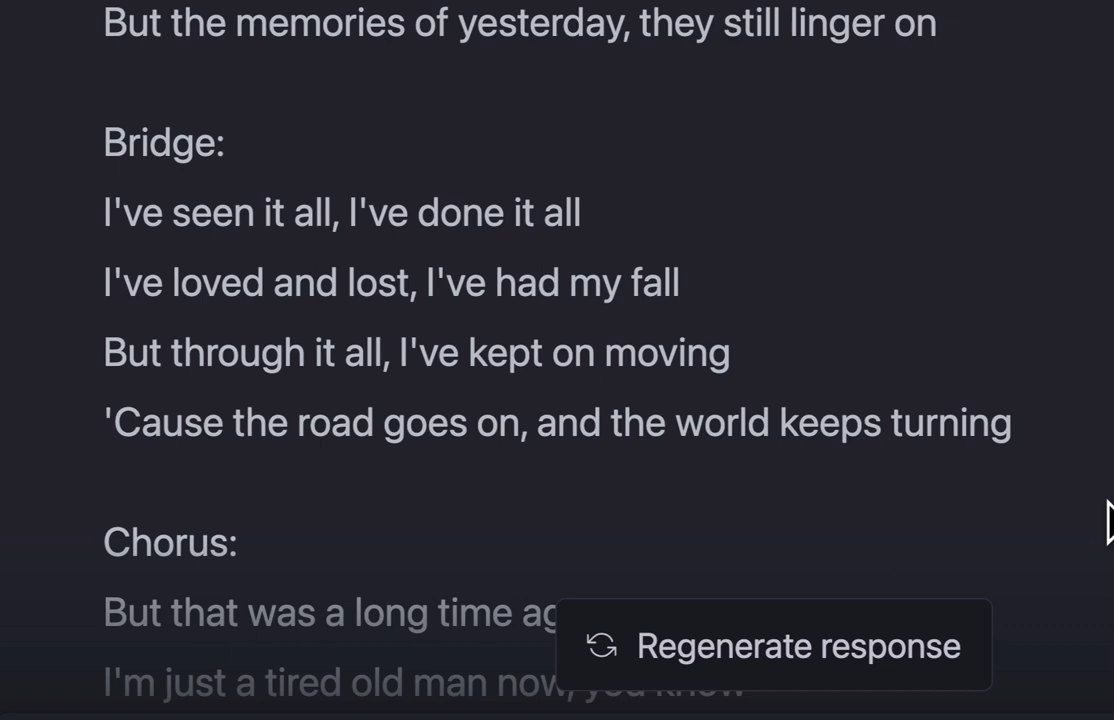 But the memories of yesterday, they still linger on
Bridge:
I've seen it all, I've done it all
I've loved and lost, I've had my fall
But through it all, I've kept on moving
'Cause the road goes on, and the world keeps turning
Chorus:
But that was a long time
I'm just a tired old man now, you know
Regenerate response